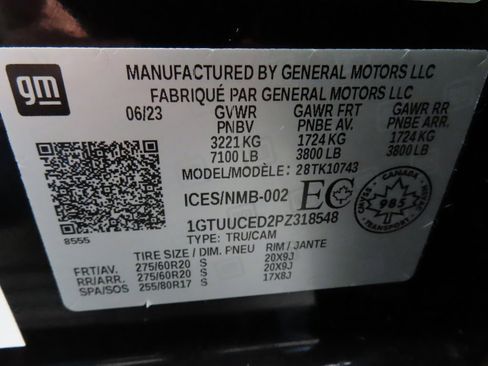 gm
MANUFACTURED BY GENERAL MOTORS LLC
FABRIQUÉ PAR GENERAL MOTORS LLC
06/23 GVWR GAWR FRT GAWR RR
PNBV PNBE AV. PNBE ARR.
3221 KG 1724 KG 1724 KG
7100 LB 3800 LB 3800 LB
MODEL/MODÈLE: 28TK10743
ICES/NMB-002 EC
CANADA
985
8555
1GTUUCED2PZ318548
TYPE: TRU/CAM
TIRE SIZE / DIM. PNEU RIM / JANTE
FRT/AV. 275/60R20 S 20X9J
RR/ARR. 275/60R20 S 20X9J
SPA/SOS 255/80R17 S 17X8J